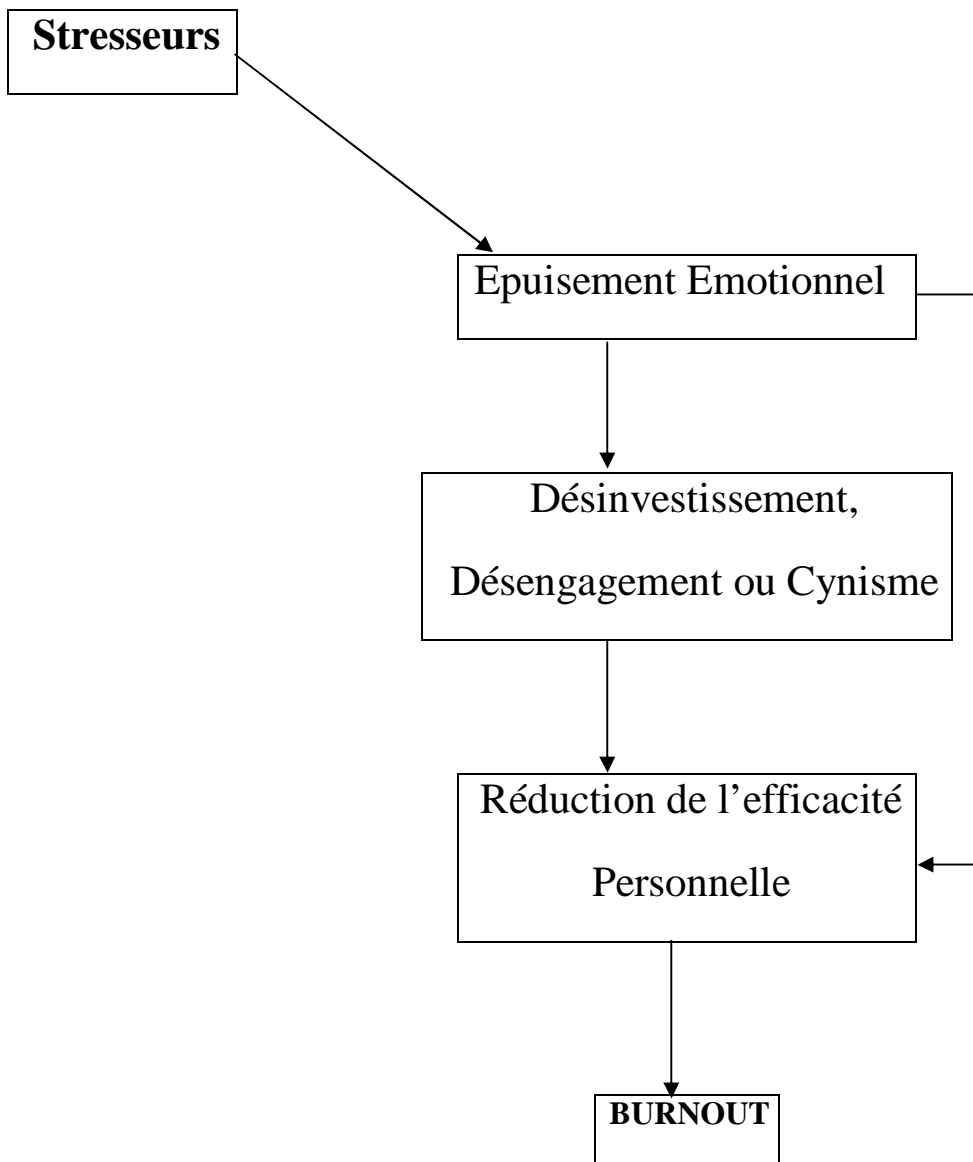 Stresseurs
Epuisement Emotionnel
Désinvestissement,
Désengagement ou Cynisme
Réduction de l’efficacité
Personnelle
BURNOUT